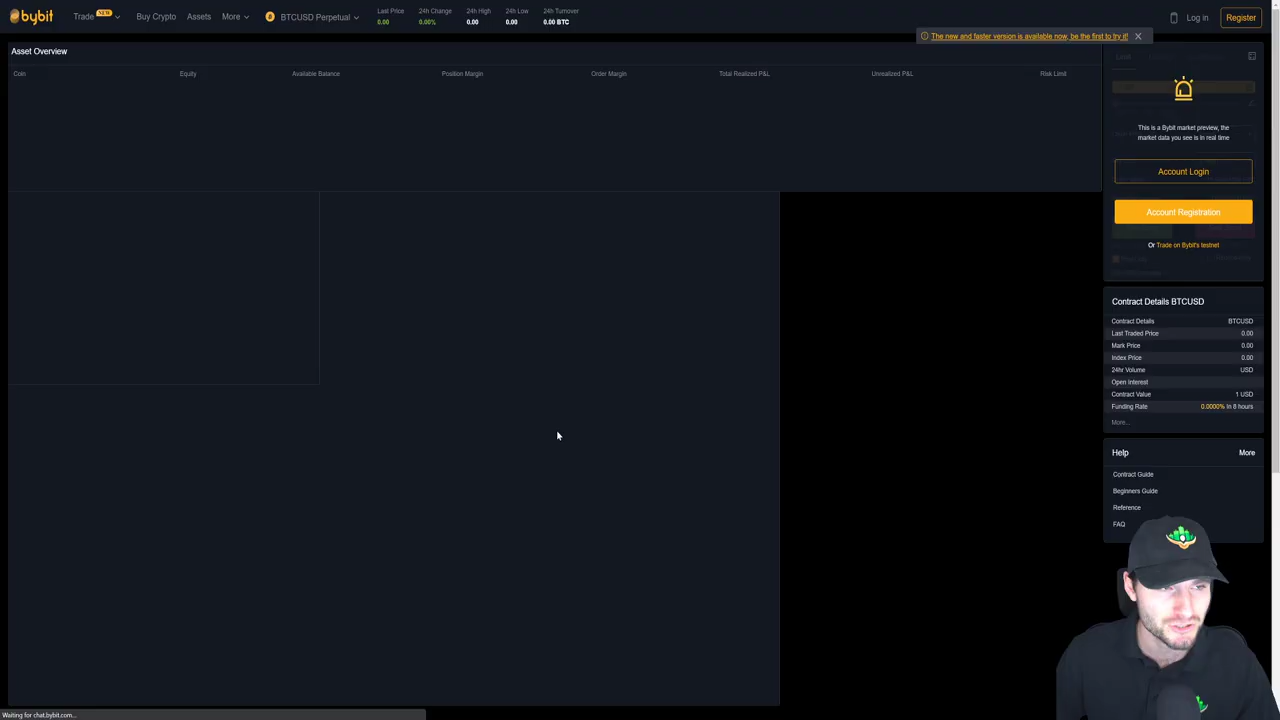 BYBIT
Trade NEW
Buy Crypto
Assets
More
BTCUSD Perpetual
Last Price
0.00
24h Change
0.00%
24h High
0.00
24h Low
0.00
24h Turnover
0.00 BTC
Log in
Register
The new and faster version is available now, be the first to try it!
Asset Overview
Coin
Equity
Available Balance
Position Margin
Order Margin
Total Realized P&L
Unrealized P&L
Risk Limit
This is a Bybit market preview, the
market data you see is in real time
Account Login
Account Registration
Or Trade on Bybit's testnet
Contract Details BTCUSD
Contract Details BTCUSD
Last Traded Price 0.00
Mark Price 0.00
Index Price 0.00
24hr Volume USD
Open Interest
Contract Value 1 USD
Funding Rate 0.0000% in 8 hours
More...
Help More
Contract Guide
Beginners Guide
Reference
FAQ
Waiting for chat.bybit.com...